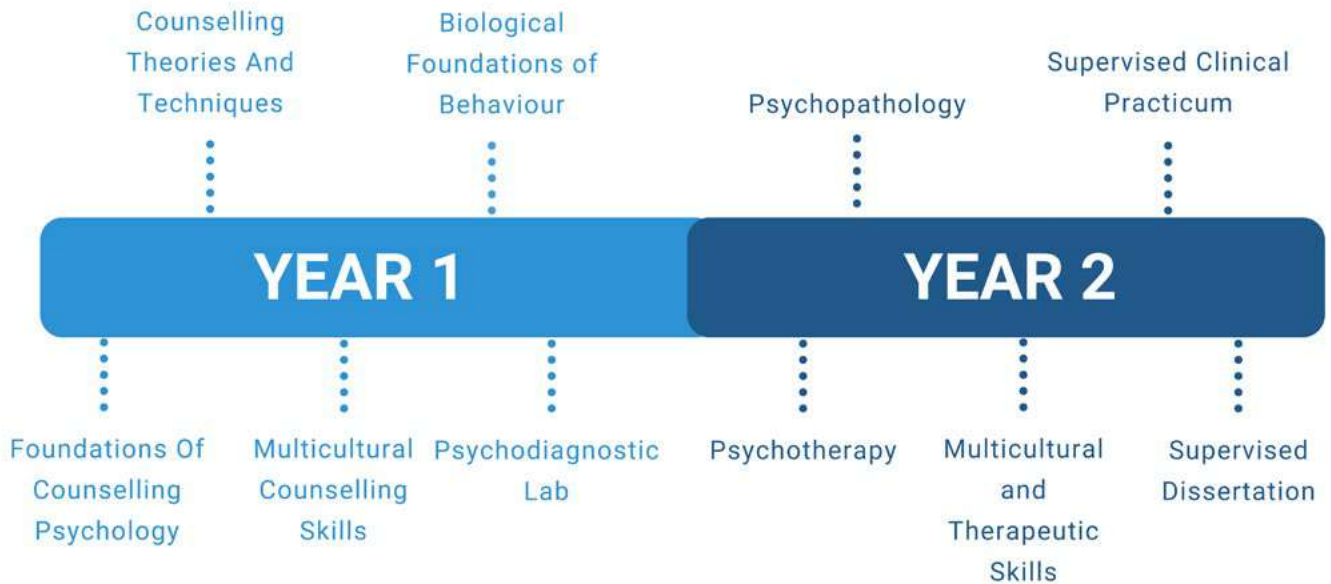 Counselling
Theories And
Techniques
Biological
Foundations of
Behaviour
Psychopathology
Supervised Clinical
Practicum
YEAR 1
YEAR 2
Foundations Of
Counselling
Psychology
Multicultural
Counselling
Skills
Psychodiagnostic
Lab
Psychotherapy
Multicultural
and
Therapeutic
Skills
Supervised
Dissertation